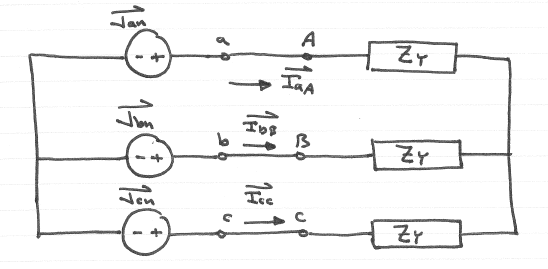 Van
- +
a
A
ZY
IaA
Vbn
- +
b
IbB
B
ZY
Vcn
- +
c
Icc
C
ZY